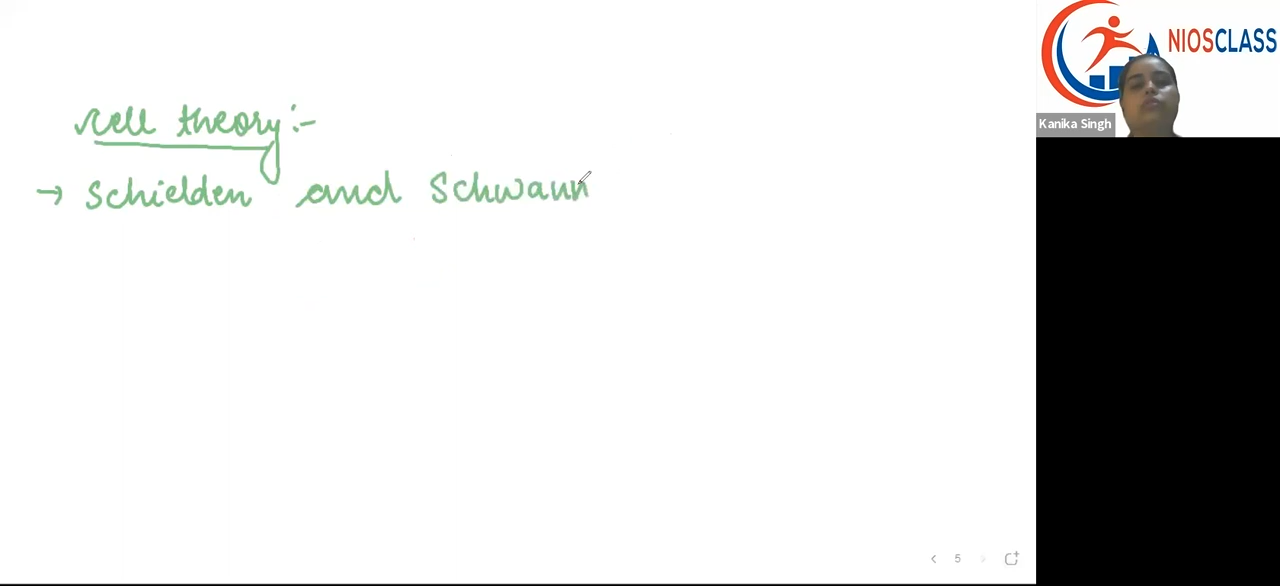 cell theory :-
→ Schielden and Schwann
NIOSCLASS
Kanika Singh
< 5 >